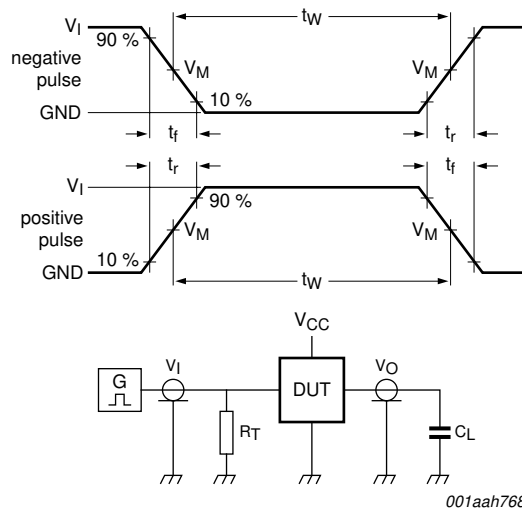 VI
tW
90 %
negative
pulse
VM
VM
10 %
GND
tf
tr
tr
tf
VI
90 %
positive
pulse
VM
VM
10 %
tW
GND
VCC
VI
VO
G
DUT
RT
CL
001aah768